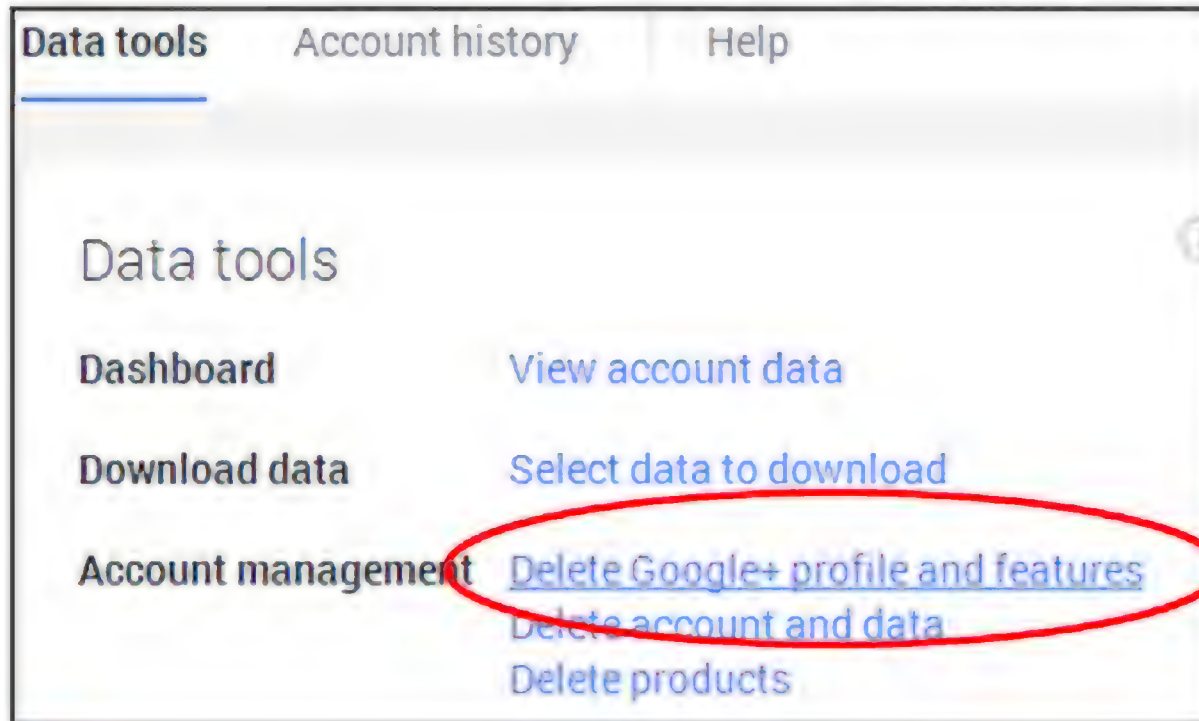 Data tools Account history Help
Data tools
Dashboard View account data
Download data Select data to download
Account management Delete Google+ profile and features
Delete account and data
Delete products